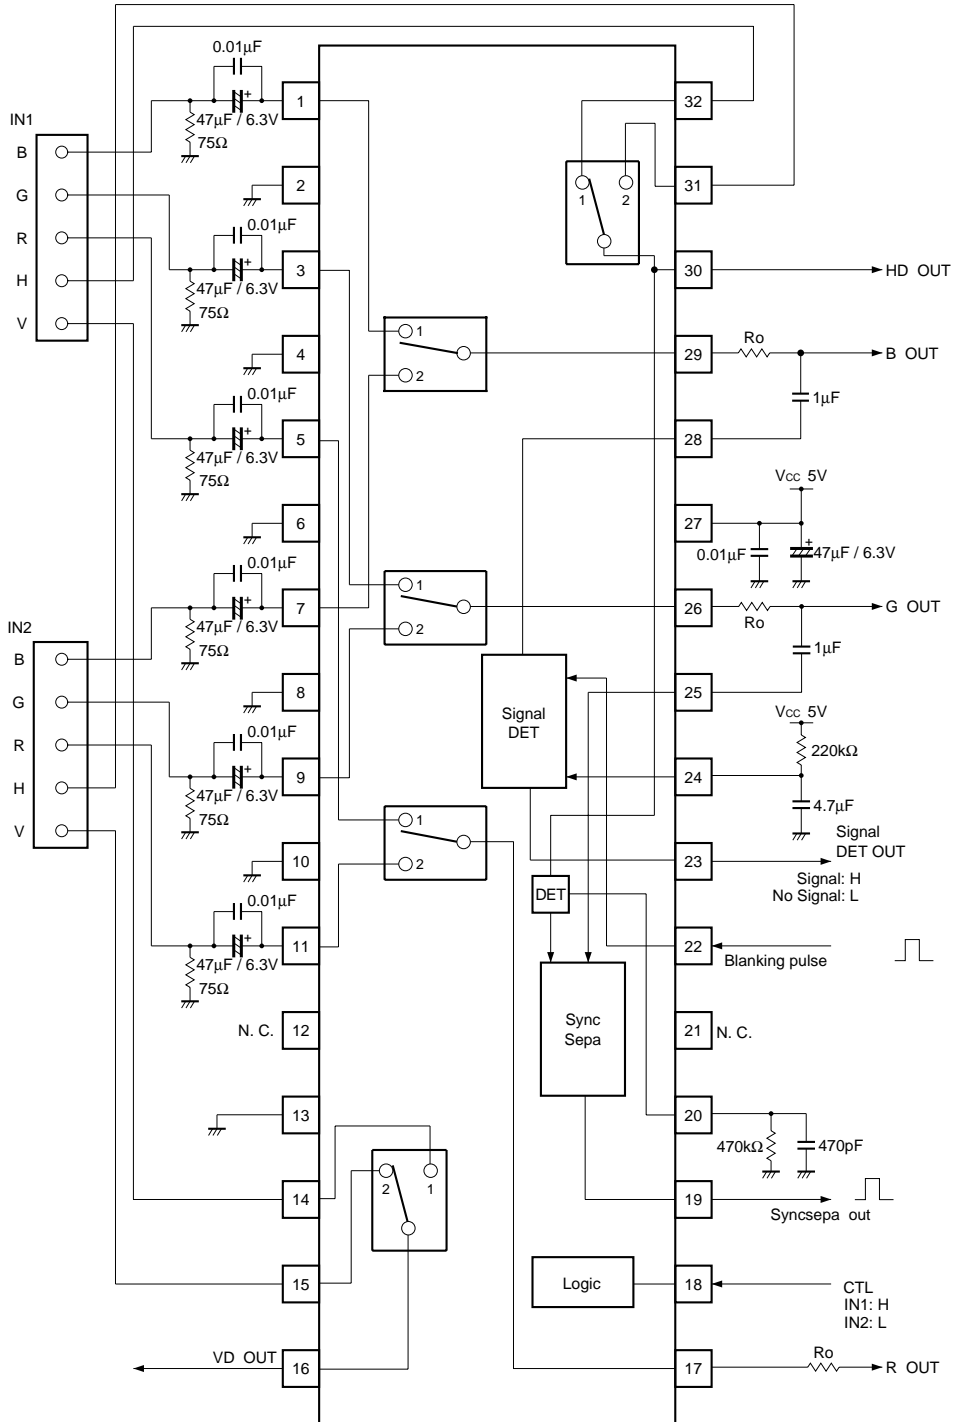 IN1
B
G
R
H
V
IN2
B
G
R
H
V
0.01μF
47μF / 6.3V
75Ω
1
2
0.01μF
47μF / 6.3V
75Ω
3
4
0.01μF
47μF / 6.3V
75Ω
5
6
0.01μF
47μF / 6.3V
75Ω
7
8
0.01μF
47μF / 6.3V
75Ω
9
10
0.01μF
47μF / 6.3V
75Ω
11
N. C.
12
13
14
15
VD OUT
16
1
2
1
2
1
2
1
2
Signal
DET
DET
Sync
Sepa
2
1
Logic
32
31
30
HD OUT
29
Ro
B OUT
1μF
28
Vcc 5V
27
0.01μF
47μF / 6.3V
26
Ro
G OUT
1μF
25
Vcc 5V
220kΩ
24
4.7μF
23
Signal
DET OUT
Signal: H
No Signal: L
22
Blanking pulse
21
N. C.
20
470kΩ
470pF
19
Syncsepa out
18
CTL
IN1: H
IN2: L
17
Ro
R OUT